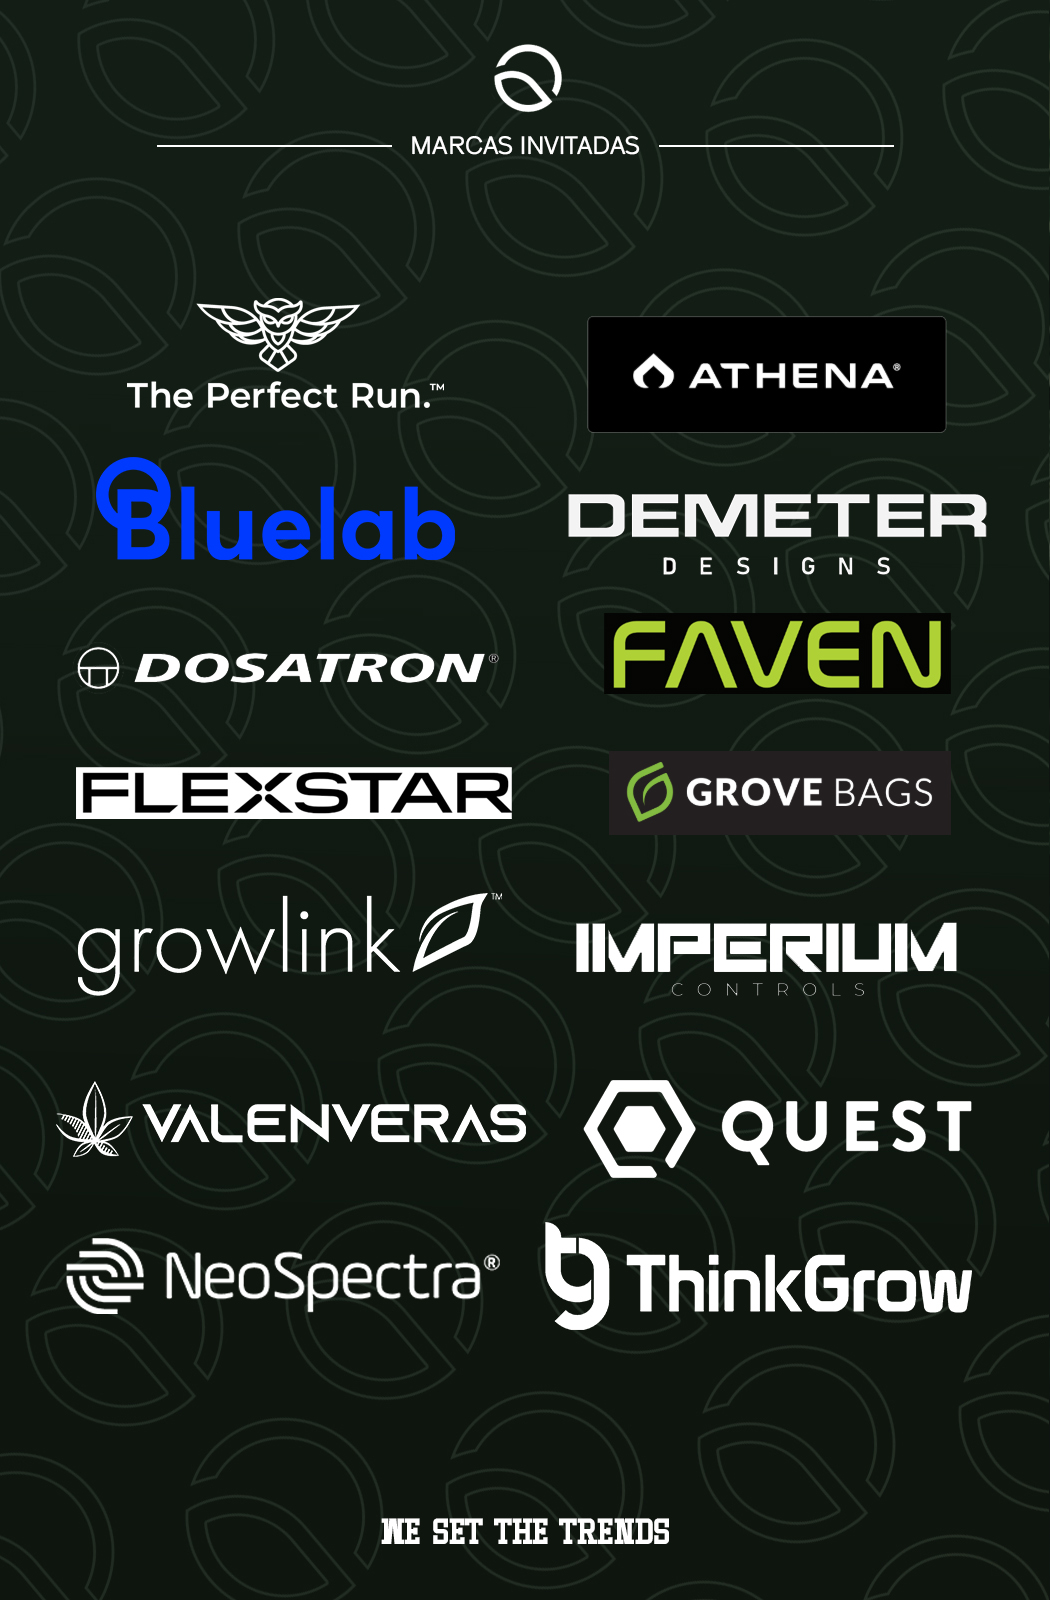 MARCAS INVITADAS
The Perfect Run.™
ATHENA®
Bluelab
DEMETER
DESIGNS
DOSATRON®
FAVEN
FLEXSTAR
GROVE BAGS
growlink™
IMPERIUM
CONTROLS
VALENVERAS
QUEST
NeoSpectra®
ThinkGrow
WE SET THE TRENDS